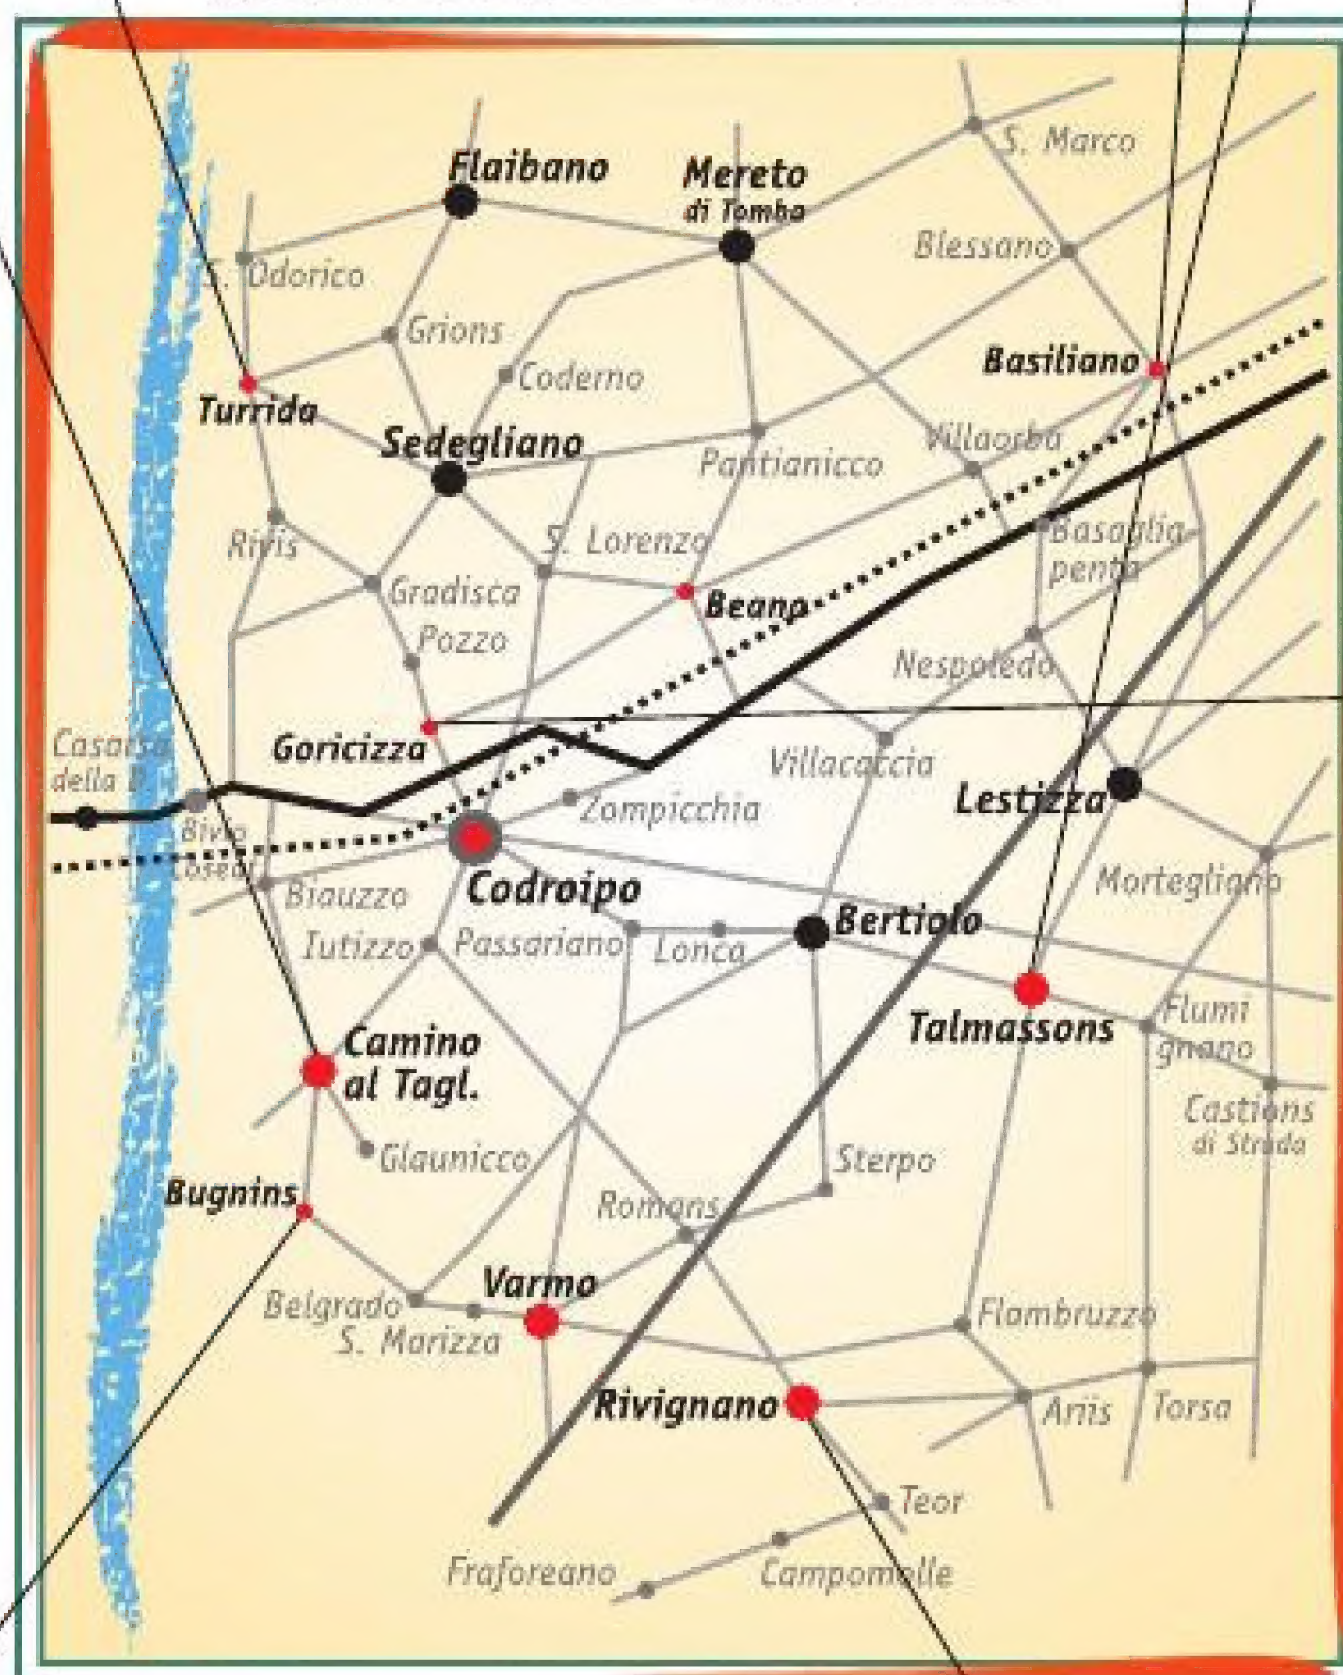 S. Marco
Flaibano
Mereto
di Tomba
Blessano
S. Odorico
Grions
Coderno
Basiliano
Turrida
Sedegliano
Villaorba
Pantianicco
Rivis
S. Lorenzo
Basaglia
penta
Gradisca
Beano
Pozzo
Nespoledo
Goricizza
Casarsa
della D.
Villacaccia
Zompicchia
Lestizza
Bivio
Coseat
Biauzzo
Codroipo
Mortegliano
Iutizzo
Passariano
Lonca
Bertiolo
Talmassons
Flumi
gnano
Camino
al Tagl.
Castions
di Strada
Glaunicco
Sterpo
Bugnins
Romans
Varmo
Belgrado
S. Marizza
Flambruzzo
Rivignano
Ariis
Torsa
Teor
Fraforeano
Campomolle